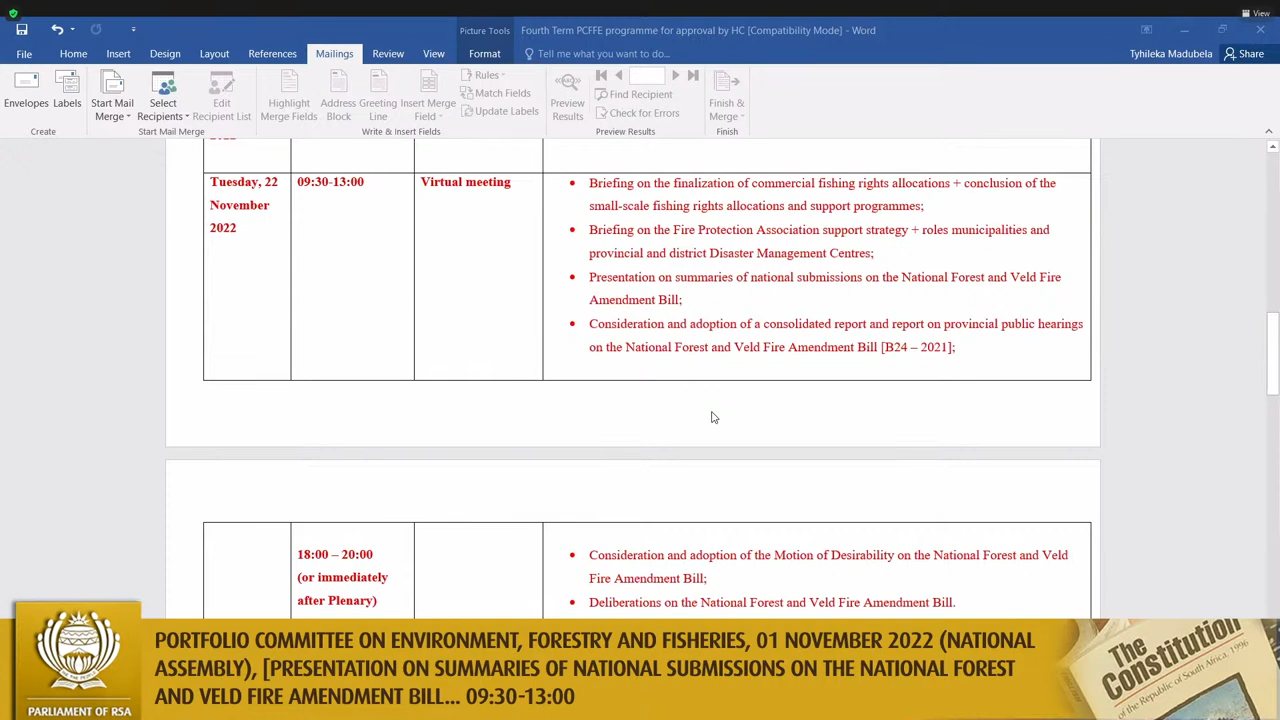 View
Picture Tools
Fourth Term PCFFE programme for approval by HC [Compatibility Mode] - Word
File Home Insert Design Layout References Mailings Review View Format Tell me what you want to do... Tyhileka Madubela Share
Envelopes Labels Start Mail Merge Select Recipients Edit Recipient List Highlight Merge Fields Address Block Greeting Line Insert Merge Field Rules Match Fields Update Labels Preview Results Find Recipient Check for Errors Finish & Merge
Create Start Mail Merge Write & Insert Fields Preview Results Finish
2022
Tuesday, 22 November 2022
09:30-13:00
Virtual meeting
• Briefing on the finalization of commercial fishing rights allocations + conclusion of the
small-scale fishing rights allocations and support programmes;
• Briefing on the Fire Protection Association support strategy + roles municipalities and
provincial and district Disaster Management Centres;
• Presentation on summaries of national submissions on the National Forest and Veld Fire
Amendment Bill;
• Consideration and adoption of a consolidated report and report on provincial public hearings
on the National Forest and Veld Fire Amendment Bill [B24 – 2021];
18:00 – 20:00
(or immediately
after Plenary)
• Consideration and adoption of the Motion of Desirability on the National Forest and Veld
Fire Amendment Bill;
• Deliberations on the National Forest and Veld Fire Amendment Bill.
PARLIAMENT OF RSA
PORTFOLIO COMMITTEE ON ENVIRONMENT, FORESTRY AND FISHERIES, 01 NOVEMBER 2022 (NATIONAL
ASSEMBLY), [PRESENTATION ON SUMMARIES OF NATIONAL SUBMISSIONS ON THE NATIONAL FOREST
AND VELD FIRE AMENDMENT BILL... 09:30-13:00
The
Constitution
of the Republic of South Africa, 1996